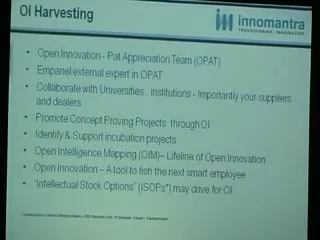 OI Harvesting
innomantra
TRANSFORMING IMAGINATION
• Open Innovation - Pat Appreciation Team (OPAT)
• Empanel external expert in OPAT
• Collaborate with Universities . institutions - Importantly your suppliers
and dealers
• Promote Concept Proving Projects through OI
• Identify & Support incubation projects
• Open Intelligence Mapping (OIM)– Lifeline of Open Innovation
• Open Innovation – A tool to fish the next smart employee
• 'Intellectual Stock Options" (ISOPs*) may drive for OI